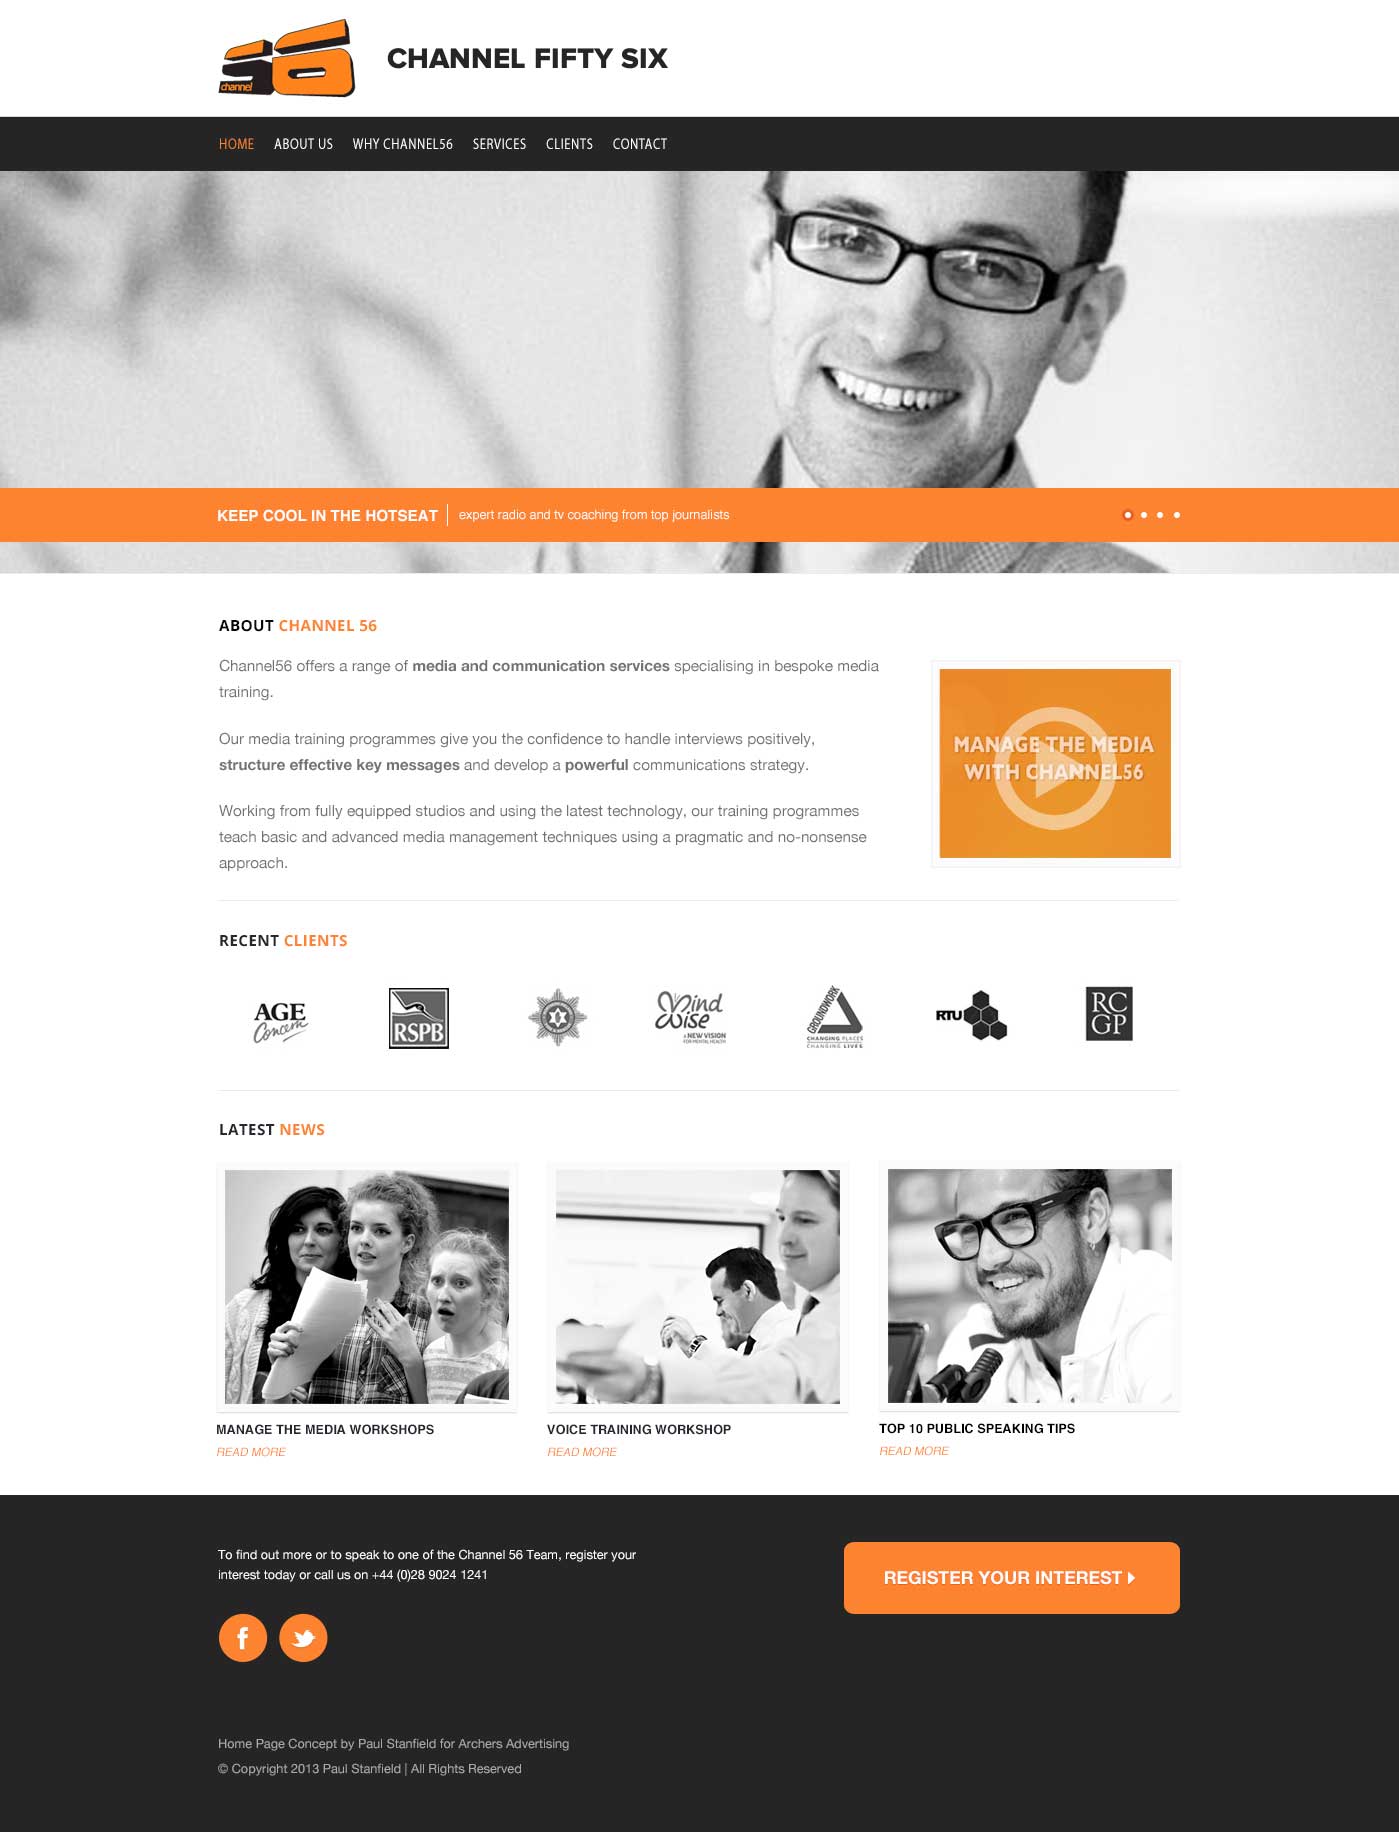 56
channel
CHANNEL FIFTY SIX
HOME ABOUT US WHY CHANNEL56 SERVICES CLIENTS CONTACT
KEEP COOL IN THE HOTSEAT expert radio and tv coaching from top journalists
ABOUT CHANNEL 56
Channel56 offers a range of media and communication services specialising in bespoke media
training.
Our media training programmes give you the confidence to handle interviews positively,
structure effective key messages and develop a powerful communications strategy.
Working from fully equipped studios and using the latest technology, our training programmes
teach basic and advanced media management techniques using a pragmatic and no-nonsense
approach.
MANAGE THE MEDIA
WITH CHANNEL56
RECENT CLIENTS
AGE
Concern
RSPB
mind
wise
A NEW VISION
FOR MENTAL HEALTH
GROUNDWORK
CHANGING PLACES
CHANGING LIVES
RTU
RC
GP
LATEST NEWS
MANAGE THE MEDIA WORKSHOPS
READ MORE
VOICE TRAINING WORKSHOP
READ MORE
TOP 10 PUBLIC SPEAKING TIPS
READ MORE
To find out more or to speak to one of the Channel 56 Team, register your
interest today or call us on +44 (0)28 9024 1241
REGISTER YOUR INTEREST
Home Page Concept by Paul Stanfield for Archers Advertising
© Copyright 2013 Paul Stanfield | All Rights Reserved